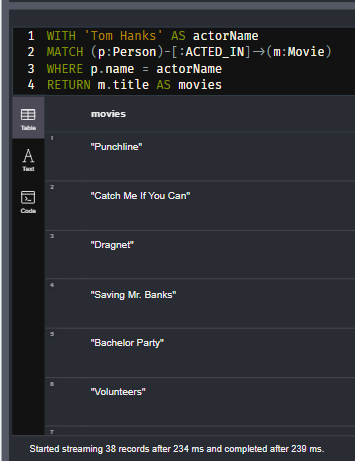 1 WITH 'Tom Hanks' AS actorName
2 MATCH (p:Person)-[:ACTED_IN]→(m:Movie)
3 WHERE p.name = actorName
4 RETURN m.title AS movies
Table
movies
1
"Punchline"
Text
2
"Catch Me If You Can"
Code
3
"Dragnet"
4
"Saving Mr. Banks"
5
"Bachelor Party"
6
"Volunteers"
7
Started streaming 38 records after 234 ms and completed after 239 ms.